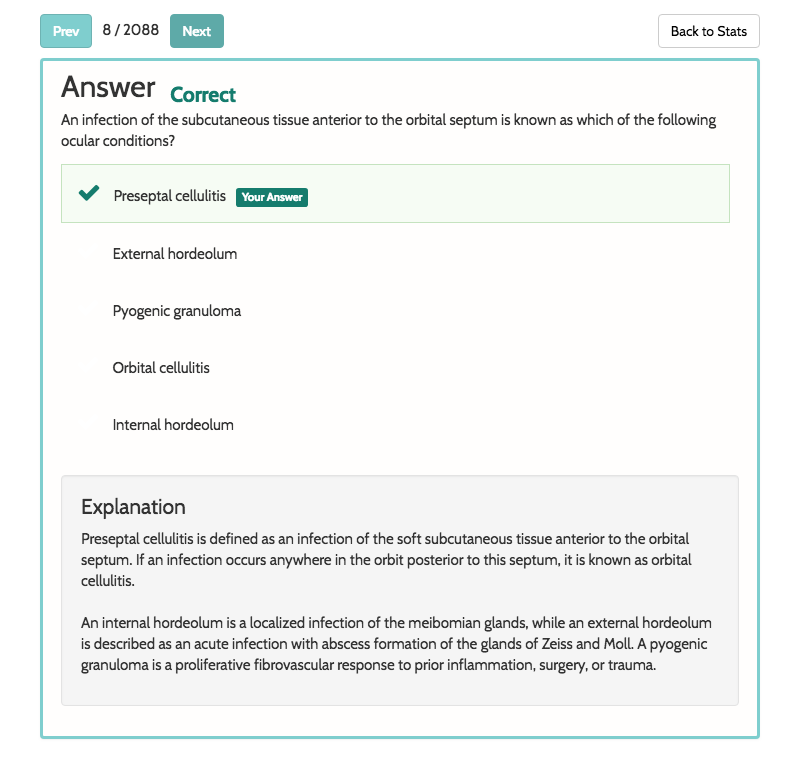 Prev 8 / 2088 Next Back to Stats
Answer Correct
An infection of the subcutaneous tissue anterior to the orbital septum is known as which of the following
ocular conditions?
Preseptal cellulitis Your Answer
External hordeolum
Pyogenic granuloma
Orbital cellulitis
Internal hordeolum
Explanation
Preseptal cellulitis is defined as an infection of the soft subcutaneous tissue anterior to the orbital
septum. If an infection occurs anywhere in the orbit posterior to this septum, it is known as orbital
cellulitis.
An internal hordeolum is a localized infection of the meibomian glands, while an external hordeolum
is described as an acute infection with abscess formation of the glands of Zeiss and Moll. A pyogenic
granuloma is a proliferative fibrovascular response to prior inflammation, surgery, or trauma.